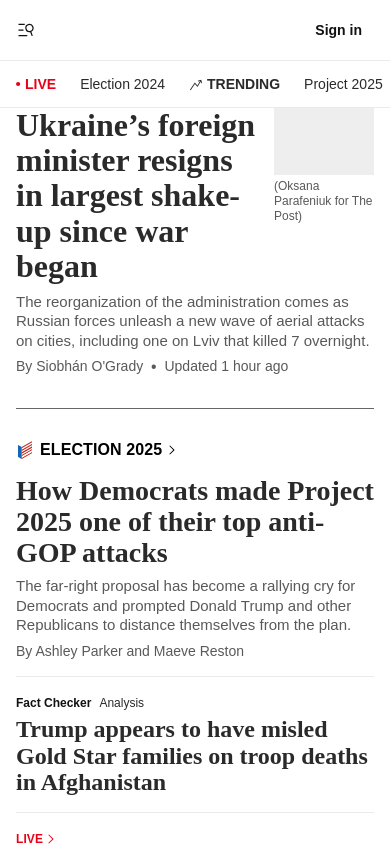 Sign in
• LIVE Election 2024 TRENDING Project 2025
Ukraine’s foreign
minister resigns
in largest shake-
up since war
began
(Oksana
Parafeniuk for The
Post)
The reorganization of the administration comes as
Russian forces unleash a new wave of aerial attacks
on cities, including one on Lviv that killed 7 overnight.
By Siobhán O'Grady • Updated 1 hour ago
ELECTION 2025
How Democrats made Project
2025 one of their top anti-
GOP attacks
The far-right proposal has become a rallying cry for
Democrats and prompted Donald Trump and other
Republicans to distance themselves from the plan.
By Ashley Parker and Maeve Reston
Fact Checker Analysis
Trump appears to have misled
Gold Star families on troop deaths
in Afghanistan
LIVE